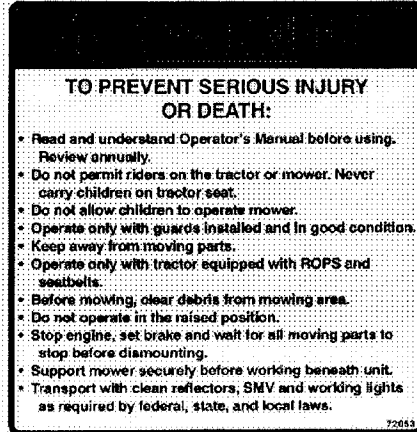 TO PREVENT SERIOUS INJURY
OR DEATH:
• Read and understand Operator's Manual before using.
Review annually.
• Do not permit riders on the tractor or mower. Never
carry children on tractor seat.
• Do not allow children to operate mower.
• Operate only with guards installed and in good condition.
• Keep away from moving parts.
• Operate only with tractor equipped with ROPS and
seatbelts.
• Before mowing, clear debris from mowing area.
• Do not operate in the raised position.
• Stop engine, set brake and wait for all moving parts to
stop before dismounting.
• Support mower securely before working beneath unit.
• Transport with clean reflectors, SMV and working lights
as required by federal, state, and local laws.
72053